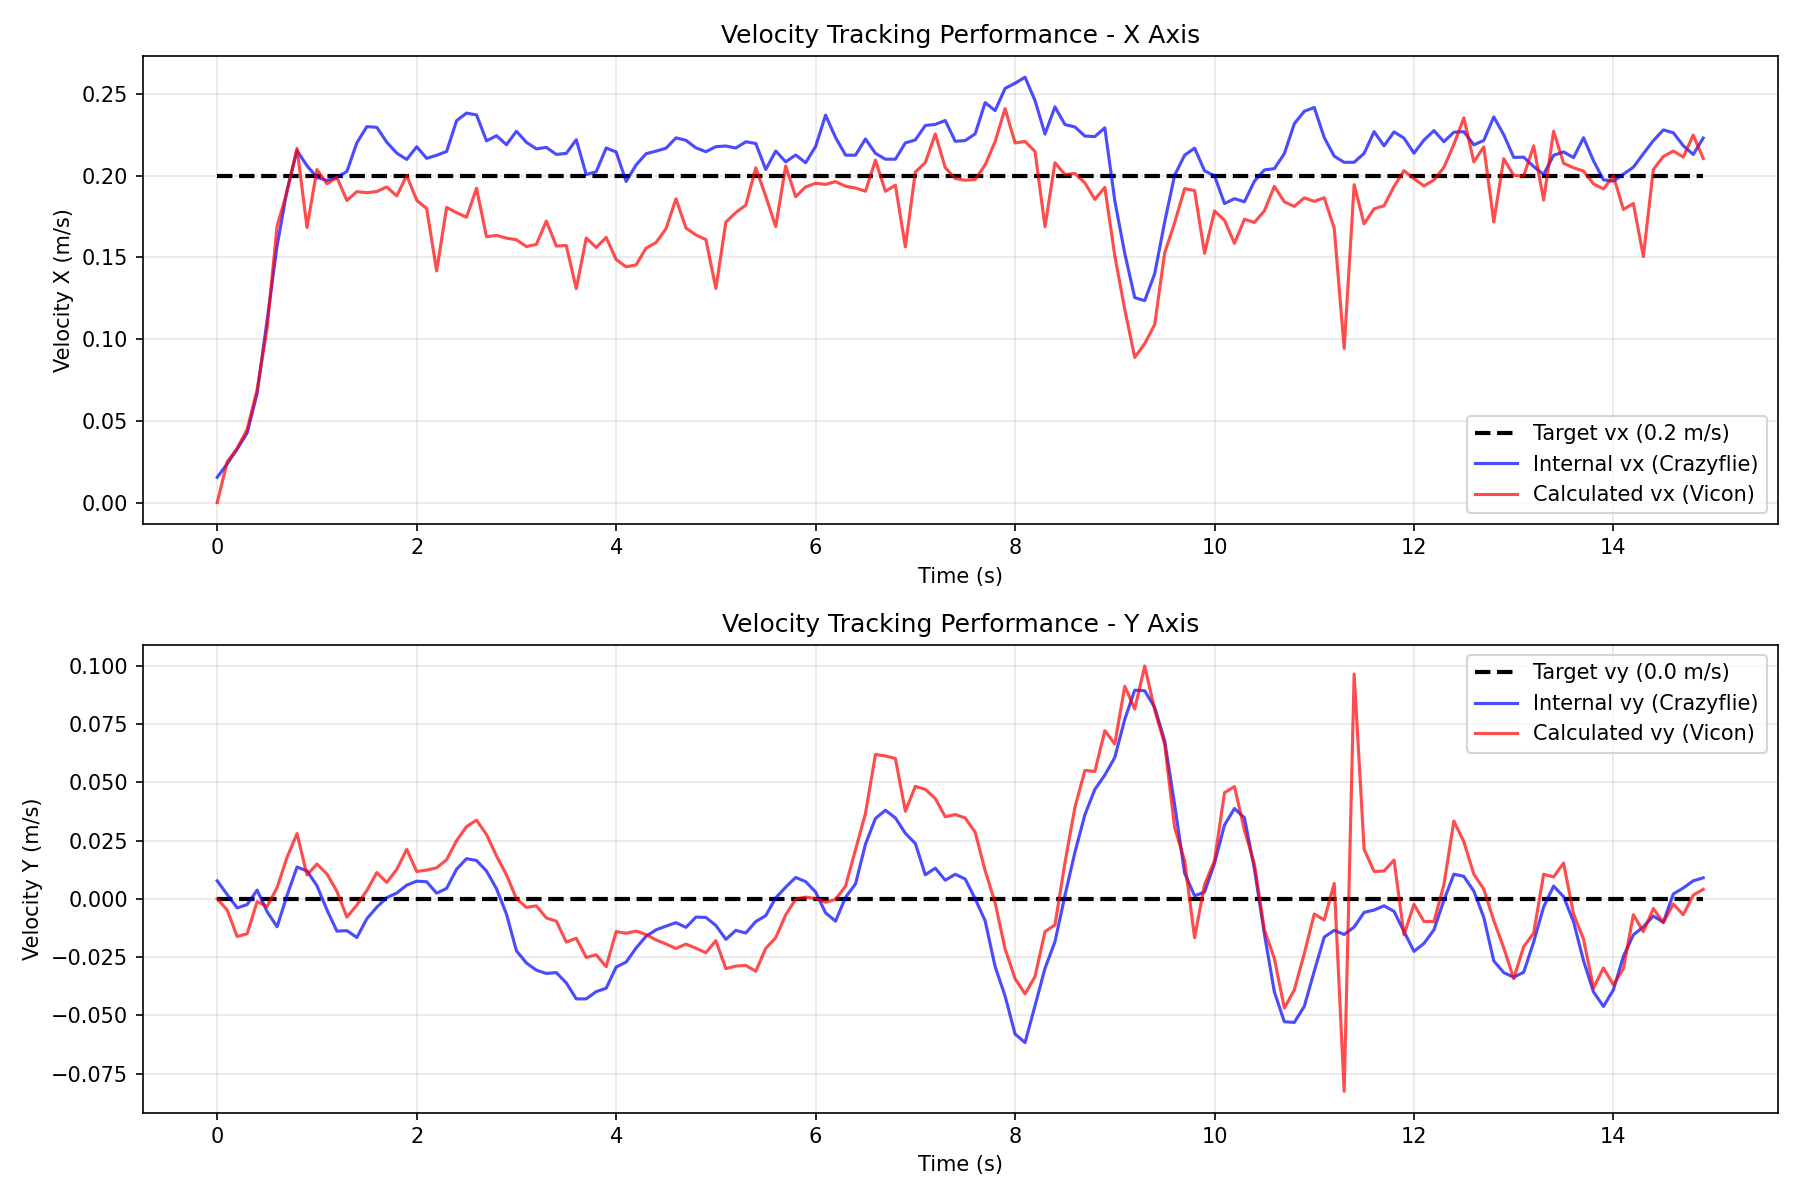 Velocity Tracking Performance - X Axis
Velocity X (m/s)
0.25
0.20
0.15
0.10
0.05
0.00
Target vx (0.2 m/s)
Internal vx (Crazyflie)
Calculated vx (Vicon)
0 2 4 6 8 10 12 14
Time (s)
Velocity Tracking Performance - Y Axis
Velocity Y (m/s)
0.100
0.075
0.050
0.025
0.000
−0.025
−0.050
−0.075
Target vy (0.0 m/s)
Internal vy (Crazyflie)
Calculated vy (Vicon)
0 2 4 6 8 10 12 14
Time (s)